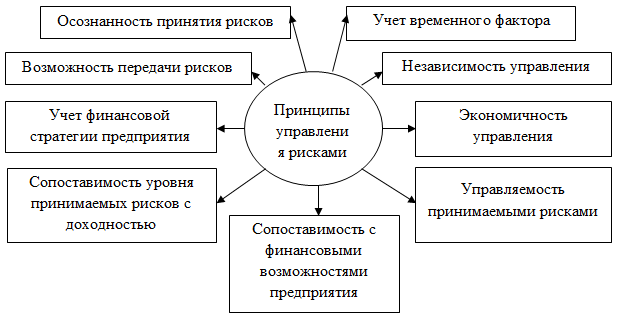 Осознанность принятия рисков
Учет временного фактора
Возможность передачи рисков
Независимость управления
Учет финансовой
стратегии предприятия
Принципы
управлени
я рисками
Экономичность
управления
Сопоставимость уровня
принимаемых рисков с
доходностью
Управляемость
принимаемыми рисками
Сопоставимость с
финансовыми
возможностями
предприятия